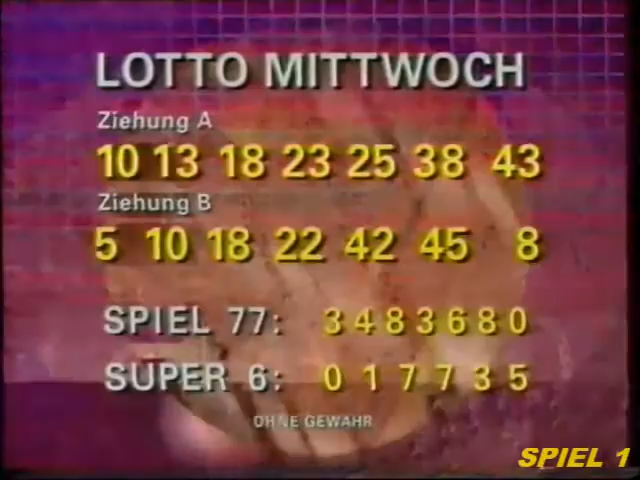 LOTTO MITTWOCH
Ziehung A
10 13 18 23 25 38 43
Ziehung B
5 10 18 22 42 45 8
SPIEL 77: 3 4 8 3 6 8 0
SUPER 6: 0 1 7 7 3 5
OHNE GEWÄHR
SPIEL 1